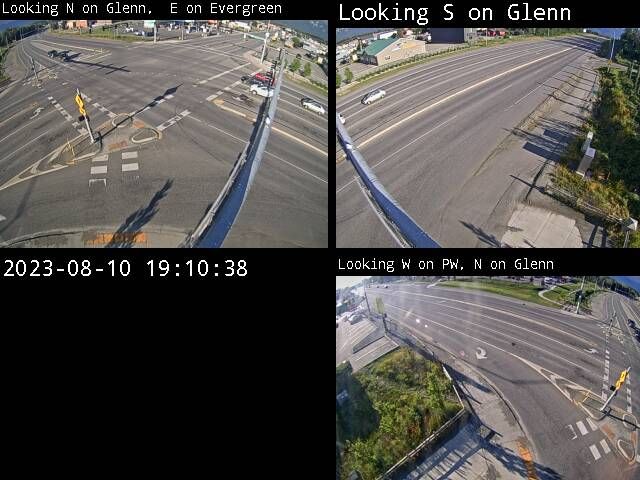 Looking N on Glenn,  E on Evergreen
Looking S on Glenn
2023-08-10 19:10:38
Looking W on PW, N on Glenn